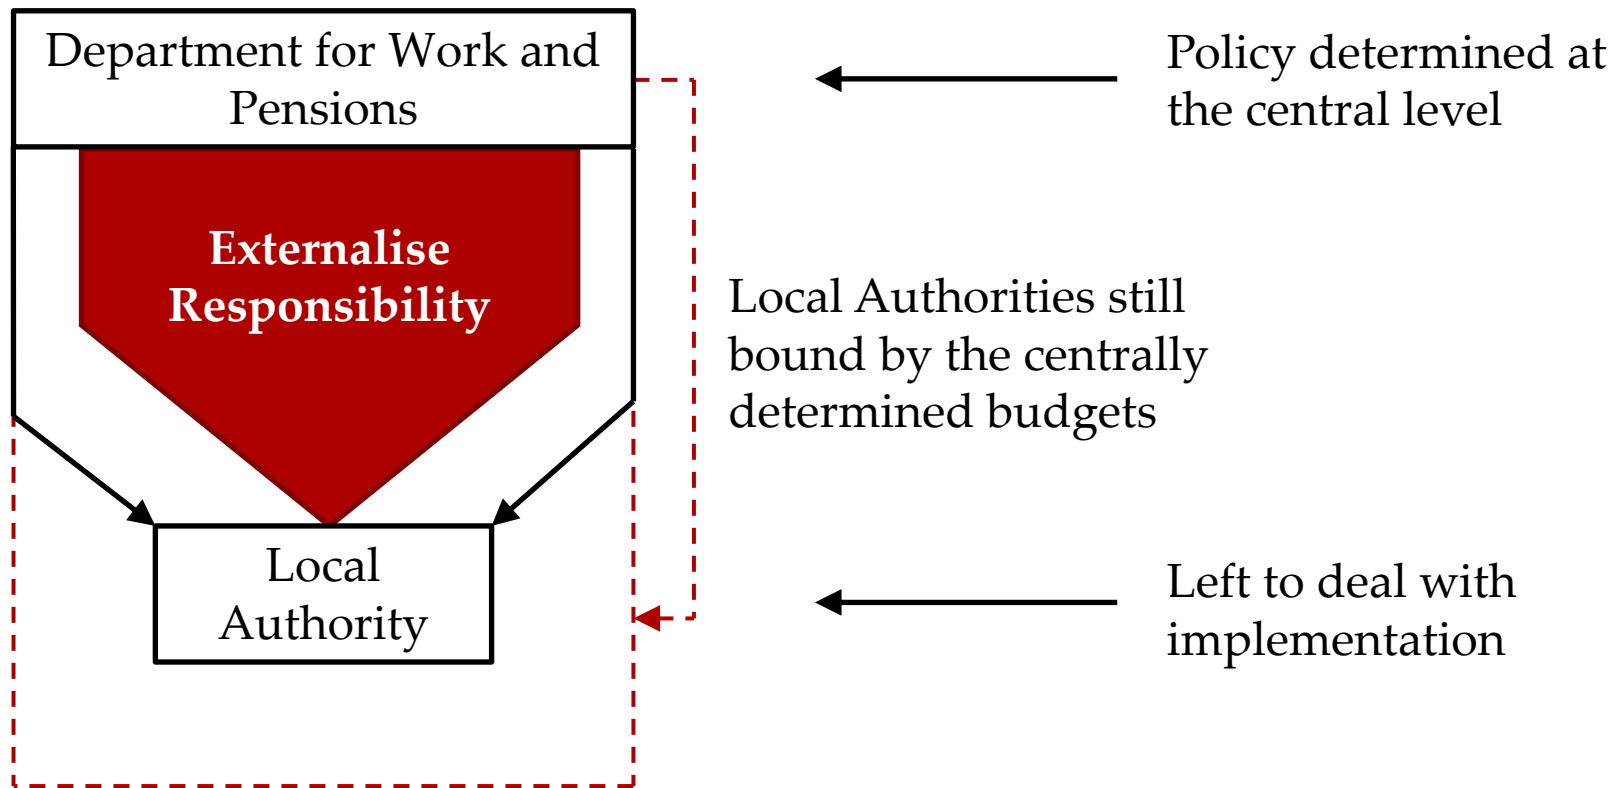 Department for Work and
Pensions
Policy determined at
the central level
Externalise
Responsibility
Local Authorities still
bound by the centrally
determined budgets
Local
Authority
Left to deal with
implementation